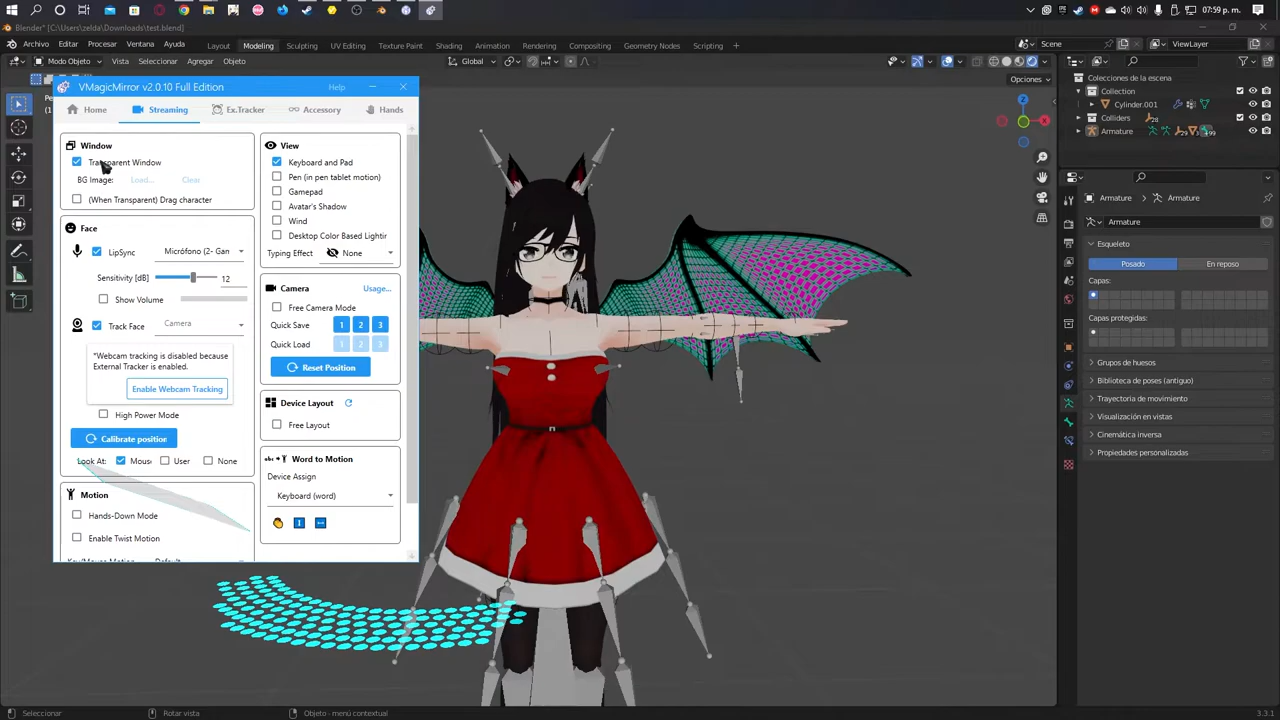 07:59 p. m.
Blender* [C:\Users\zelda\Downloads\test.blend]
Archivo Editar Procesar Ventana Ayuda
Layout Modeling Sculpting UV Editing Texture Paint Shading Animation Rendering Compositing Geometry Nodes Scripting +
Scene
ViewLayer
Modo Objeto Vista Seleccionar Agregar Objeto
Global
Opciones
VMagicMirror v2.0.10 Full Edition
Help
Home Streaming Ex.Tracker Accessory Hands
Window
Transparent Window
BG Image: Load... Clear
(When Transparent) Drag character
Face
LipSync Micrófono (2- Gan
Sensitivity [dB] 12
Show Volume
Track Face Camera
*Webcam tracking is disabled because
External Tracker is enabled.
Enable Webcam Tracking
High Power Mode
Calibrate position
Look At: Mouse User None
Motion
Hands-Down Mode
Enable Twist Motion
Key/Mouse Motion Default
View
Keyboard and Pad
Pen (in pen tablet motion)
Gamepad
Avatar's Shadow
Wind
Desktop Color Based Lightin
Typing Effect None
Camera Usage...
Free Camera Mode
Quick Save 1 2 3
Quick Load 1 2 3
Reset Position
Device Layout
Free Layout
Word to Motion
Device Assign
Keyboard (word)
Z
Colecciones de la escena
Collection
Cylinder.001
Colliders
Armature
Armature Armature
Armature
Esqueleto
Posado En reposo
Capas:
Capas protegidas:
Grupos de huesos
Biblioteca de poses (antiguo)
Trayectoria de movimiento
Visualización en vistas
Cinemática inversa
Propiedades personalizadas
Seleccionar
Rotar vista
Objeto - menú contextual
3.3.1